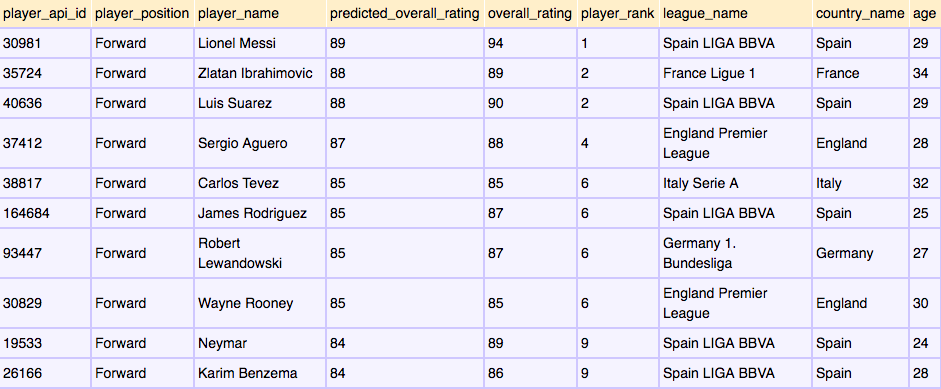 player_api_id player_position player_name predicted_overall_rating overall_rating player_rank league_name country_name age
30981 Forward Lionel Messi 89 94 1 Spain LIGA BBVA Spain 29
35724 Forward Zlatan Ibrahimovic 88 89 2 France Ligue 1 France 34
40636 Forward Luis Suarez 88 90 2 Spain LIGA BBVA Spain 29
37412 Forward Sergio Aguero 87 88 4 England Premier League England 28
38817 Forward Carlos Tevez 85 85 6 Italy Serie A Italy 32
164684 Forward James Rodriguez 85 87 6 Spain LIGA BBVA Spain 25
93447 Forward Robert Lewandowski 85 87 6 Germany 1. Bundesliga Germany 27
30829 Forward Wayne Rooney 85 85 6 England Premier League England 30
19533 Forward Neymar 84 89 9 Spain LIGA BBVA Spain 24
26166 Forward Karim Benzema 84 86 9 Spain LIGA BBVA Spain 28